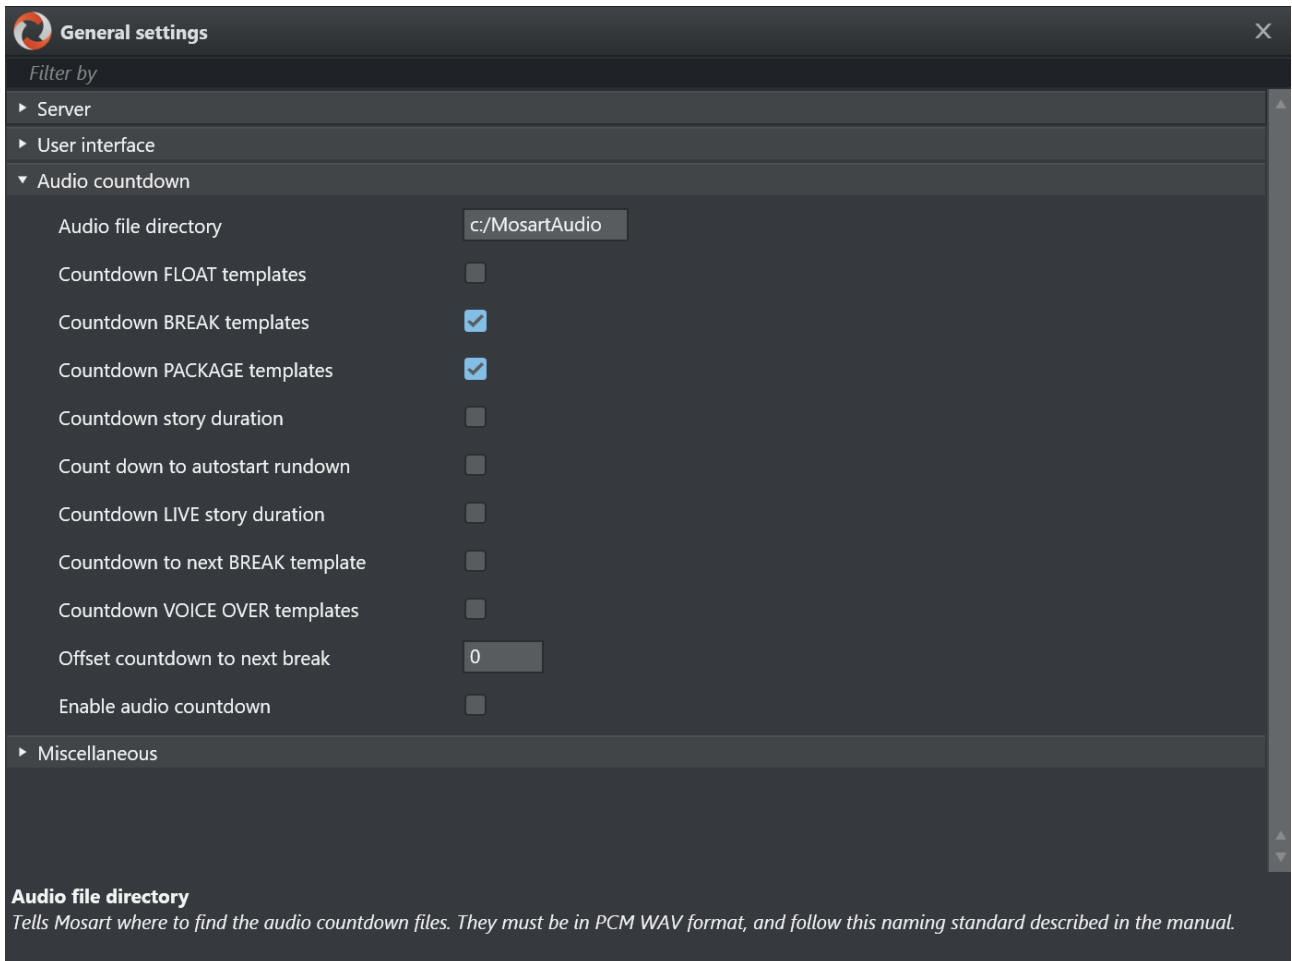 General settings
Filter by
Server
User interface
Audio countdown
Audio file directory c:/MosartAudio
Countdown FLOAT templates
Countdown BREAK templates
Countdown PACKAGE templates
Countdown story duration
Count down to autostart rundown
Countdown LIVE story duration
Countdown to next BREAK template
Countdown VOICE OVER templates
Offset countdown to next break 0
Enable audio countdown
Miscellaneous
Audio file directory
Tells Mosart where to find the audio countdown files. They must be in PCM WAV format, and follow this naming standard described in the manual.